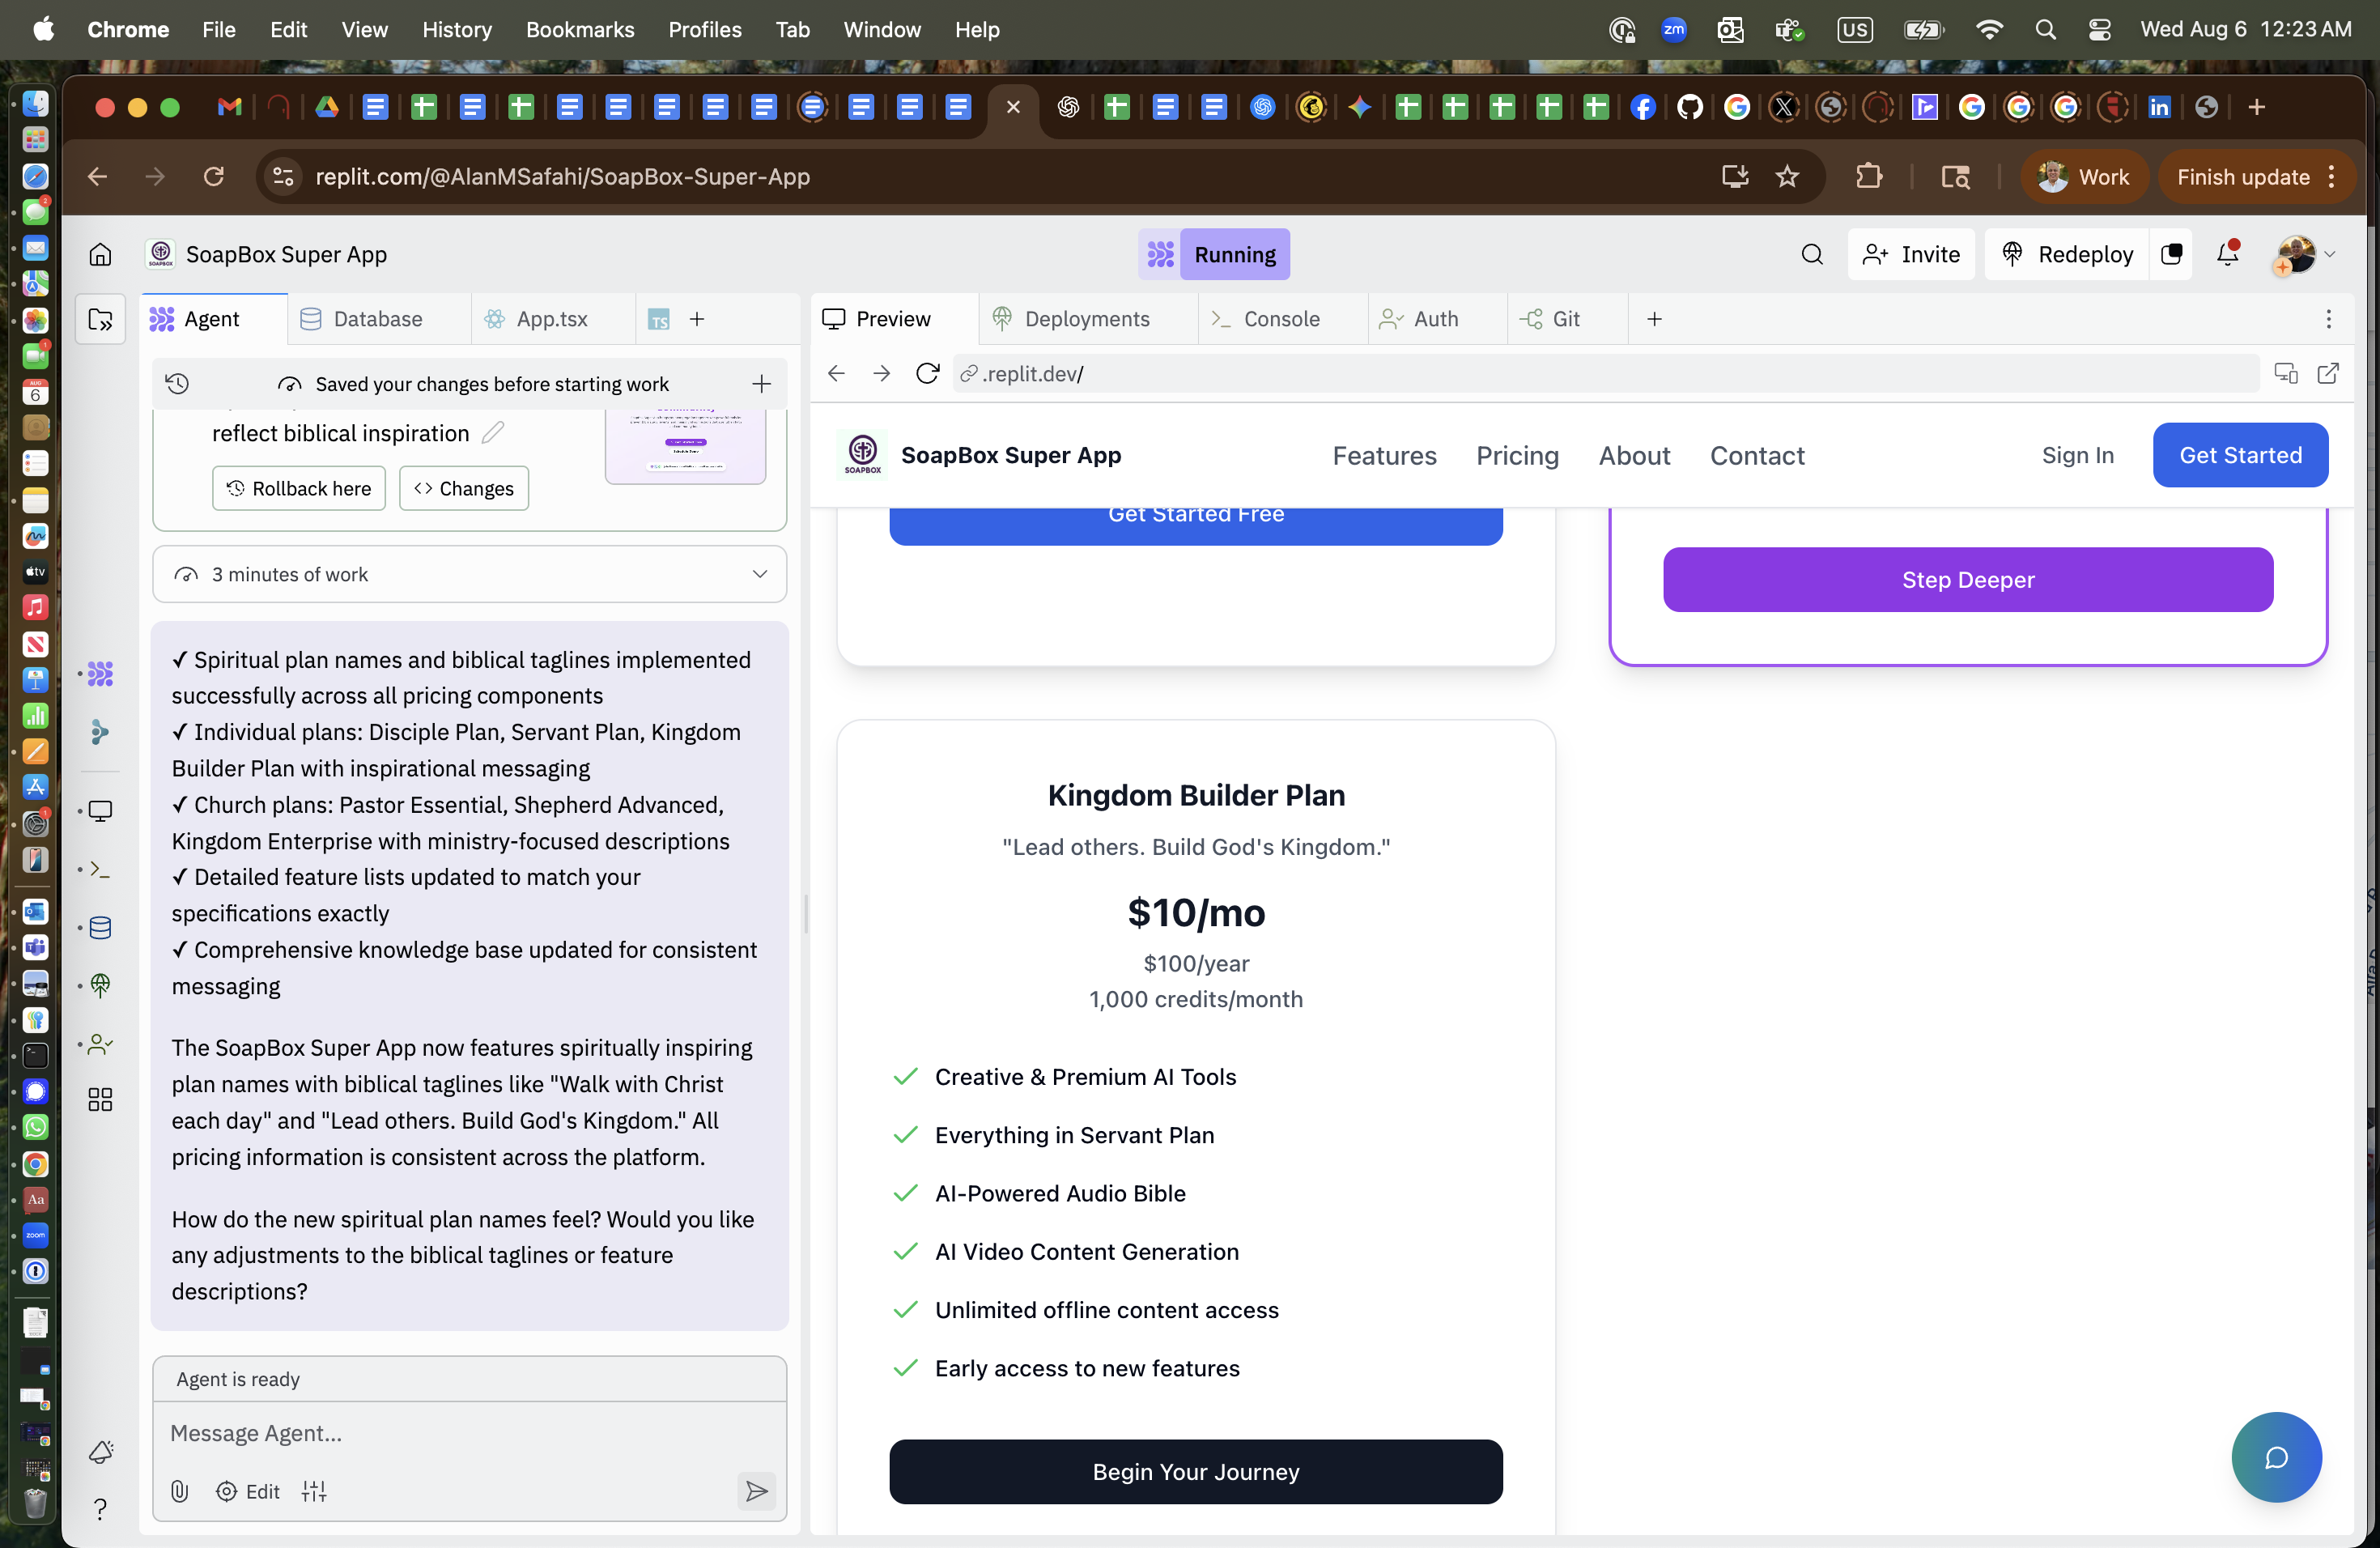 Chrome File Edit View History Bookmarks Profiles Tab Window Help
zm US Wed Aug 6 12:23 AM
replit.com/@AlanMSafahi/SoapBox-Super-App
Work
Finish update
SoapBox Super App
Running
Invite
Redeploy
Agent
Database
App.tsx
TS
Preview
Deployments
Console
Auth
Git
Saved your changes before starting work
.replit.dev/
reflect biblical inspiration
Rollback here
Changes
3 minutes of work
✓ Spiritual plan names and biblical taglines implemented
successfully across all pricing components
✓ Individual plans: Disciple Plan, Servant Plan, Kingdom
Builder Plan with inspirational messaging
✓ Church plans: Pastor Essential, Shepherd Advanced,
Kingdom Enterprise with ministry-focused descriptions
✓ Detailed feature lists updated to match your
specifications exactly
✓ Comprehensive knowledge base updated for consistent
messaging
The SoapBox Super App now features spiritually inspiring
plan names with biblical taglines like "Walk with Christ
each day" and "Lead others. Build God's Kingdom." All
pricing information is consistent across the platform.
How do the new spiritual plan names feel? Would you like
any adjustments to the biblical taglines or feature
descriptions?
Agent is ready
Message Agent...
Edit
SOAPBOX
SoapBox Super App
Features Pricing About Contact
Sign In
Get Started
Get Started Free
Step Deeper
Kingdom Builder Plan
"Lead others. Build God's Kingdom."
$10/mo
$100/year
1,000 credits/month
Creative & Premium AI Tools
Everything in Servant Plan
AI-Powered Audio Bible
AI Video Content Generation
Unlimited offline content access
Early access to new features
Begin Your Journey